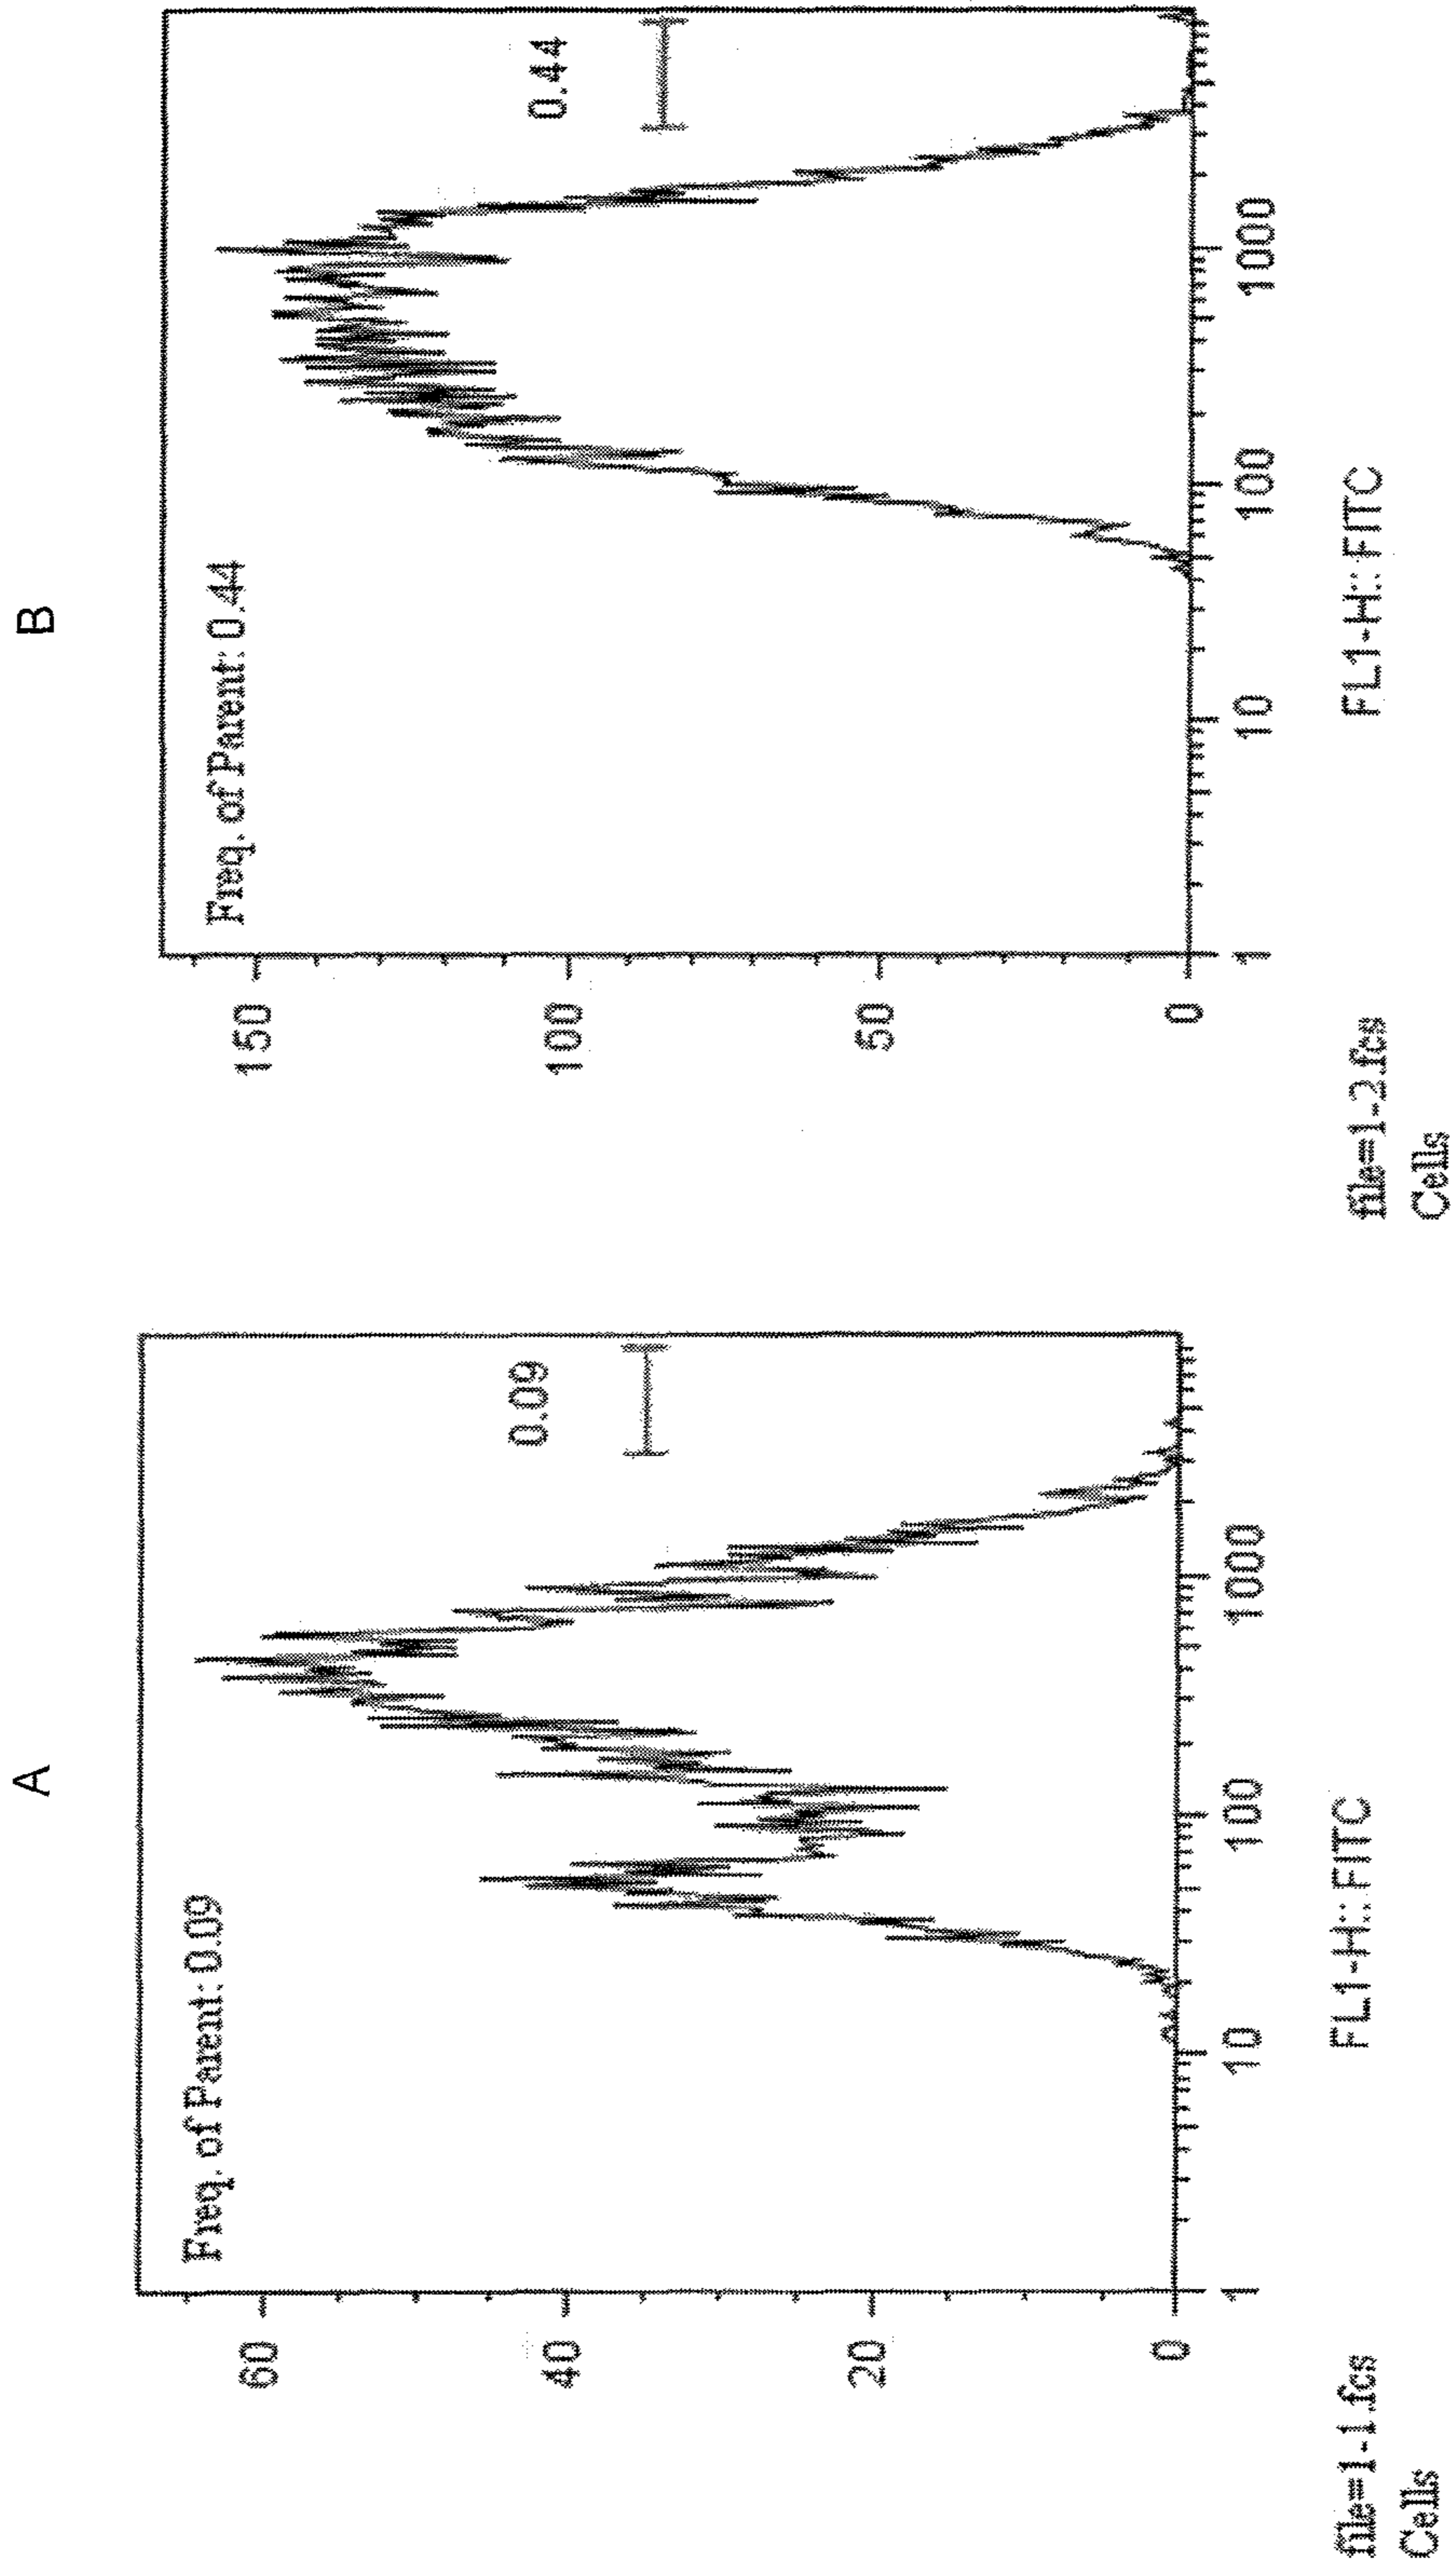 A
Freq. of Parent: 0.09
0.09
60
40
20
0
1
10
100
1000
FL1-H:: FITC
file=1-1.fcs
Cells
B
Freq. of Parent: 0.44
0.44
150
100
50
0
1
10
100
1000
FL1-H:: FITC
file=1-2.fcs
Cells